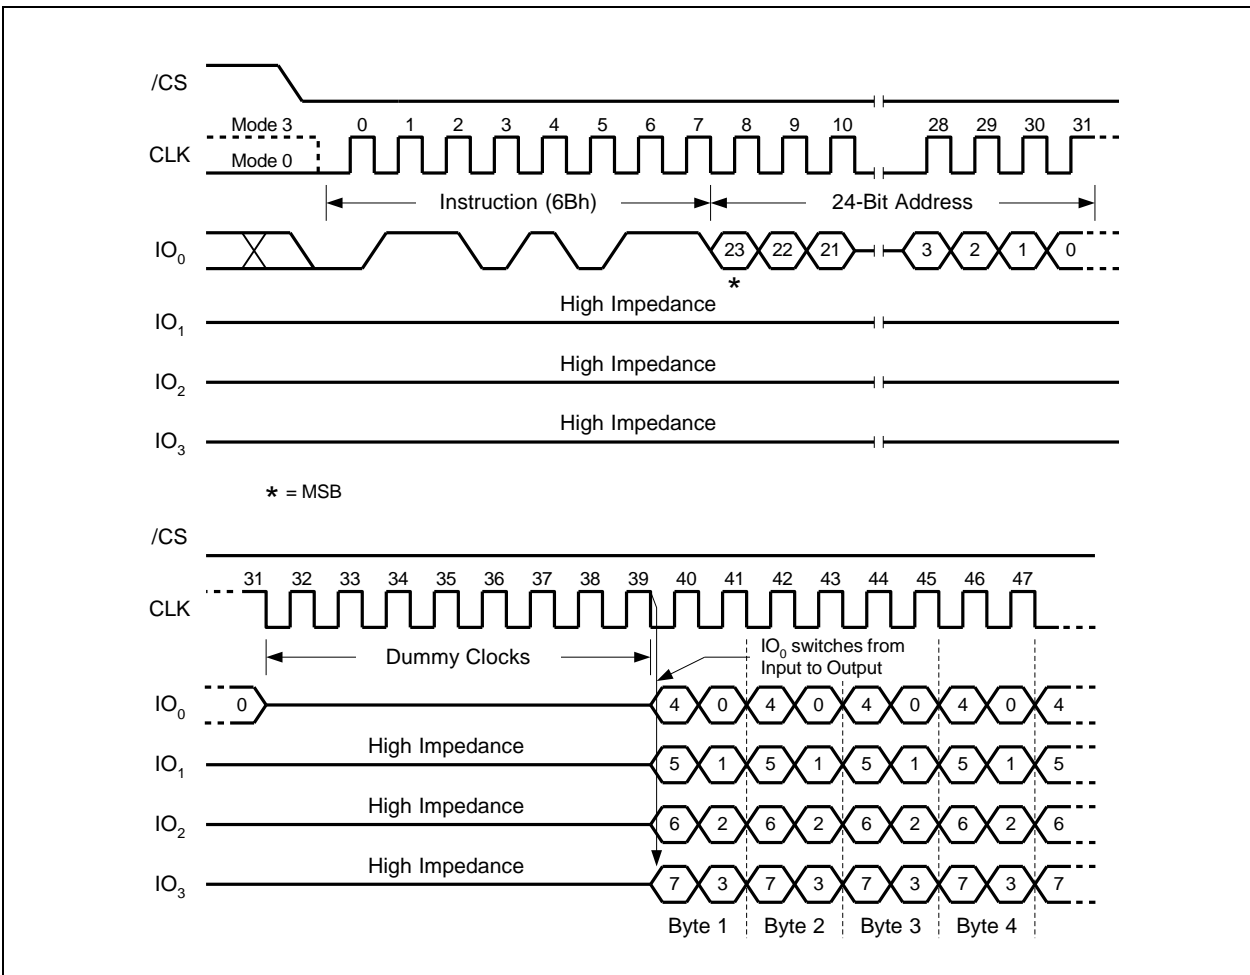 /CS
Mode 3 0 1 2 3 4 5 6 7 8 9 10 28 29 30 31
CLK
Mode 0
Instruction (6Bh) 24-Bit Address
IO0 23 22 21 3 2 1 0
*
High Impedance
IO1
High Impedance
IO2
High Impedance
IO3
* = MSB
/CS
31 32 33 34 35 36 37 38 39 40 41 42 43 44 45 46 47
CLK
Dummy Clocks
IO0 switches from
Input to Output
IO0 0 4 0 4 0 4 0 4 0 4
High Impedance
IO1 5 1 5 1 5 1 5 1 5
High Impedance
IO2 6 2 6 2 6 2 6 2 6
High Impedance
IO3 7 3 7 3 7 3 7 3 7
Byte 1 Byte 2 Byte 3 Byte 4